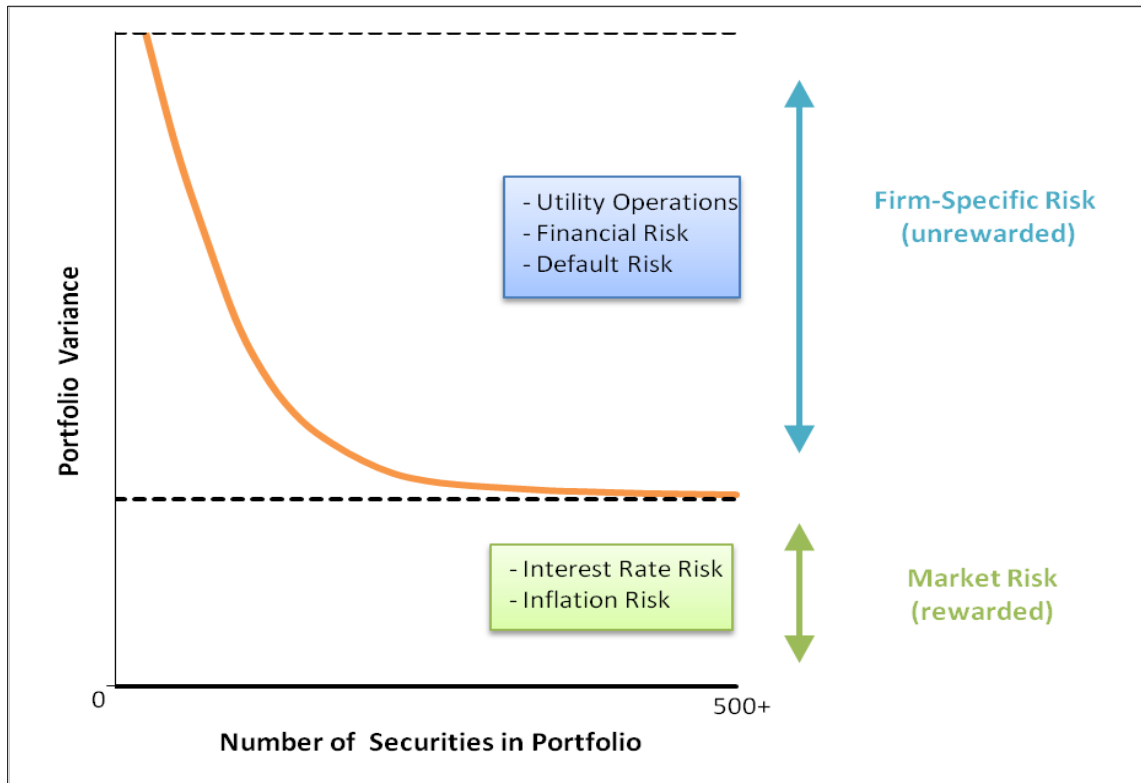 Portfolio Variance
- Utility Operations
- Financial Risk
- Default Risk
Firm-Specific Risk
(unrewarded)
- Interest Rate Risk
- Inflation Risk
Market Risk
(rewarded)
0
500+
Number of Securities in Portfolio